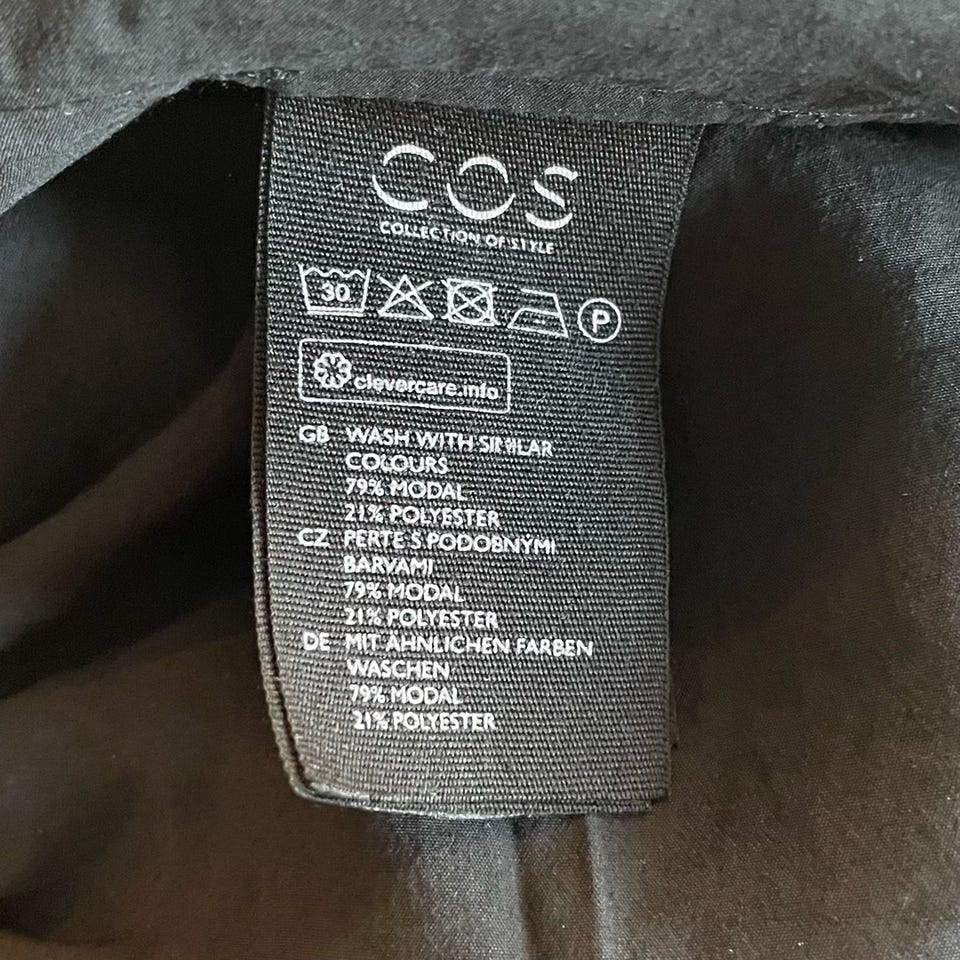 COS
COLLECTION OF STYLE
30 P
clevercare.info
GB WASH WITH SIMILAR
COLOURS
79% MODAL
21% POLYESTER
CZ PERTE S PODOBNYMI
BARVAMI
79% MODAL
21% POLYESTER
DE MIT ÄHNLICHEN FARBEN
WASCHEN
79% MODAL
21% POLYESTER